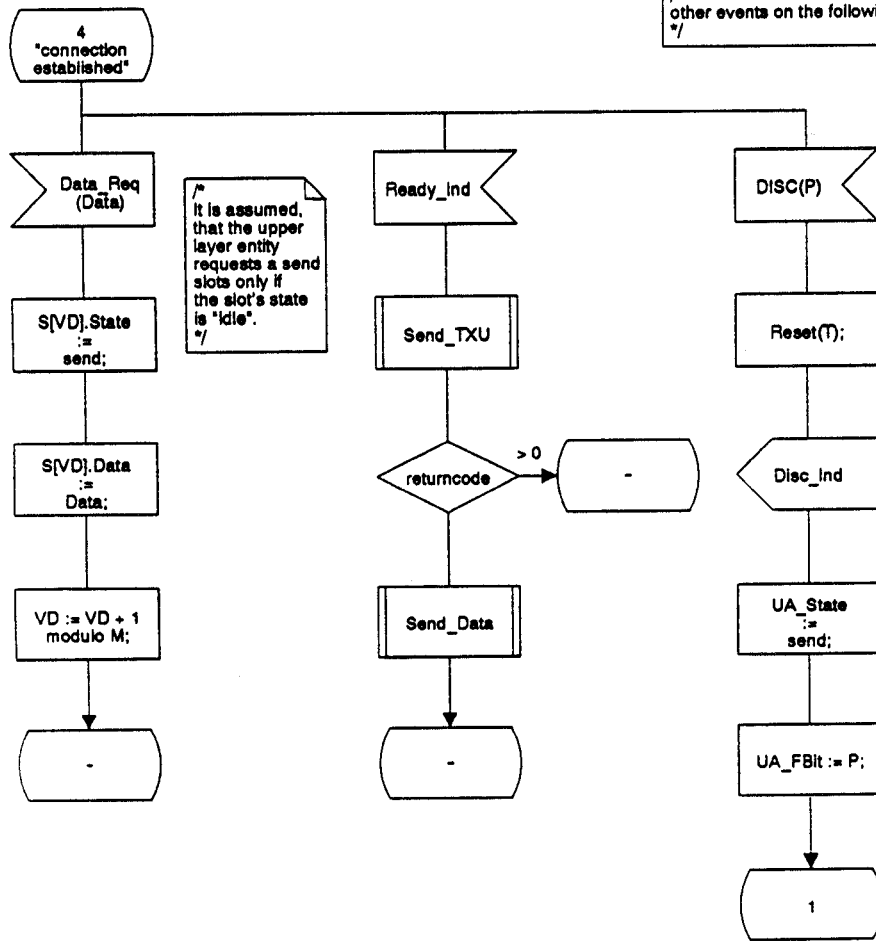 other events on the followi
*/
4
"connection
established"
Data_Req
(Data)
/*
It is assumed,
that the upper
layer entity
requests a send
slots only if
the slot's state
is "idle".
*/
Ready_Ind
DISC(P)
S[VD].State
:=
send;
Send_TXU
Reset(T);
S[VD].Data
:=
Data;
returncode
> 0
-
Disc_Ind
VD := VD + 1
modulo M;
Send_Data
UA_State
:=
send;
-
-
UA_FBit := P;
1